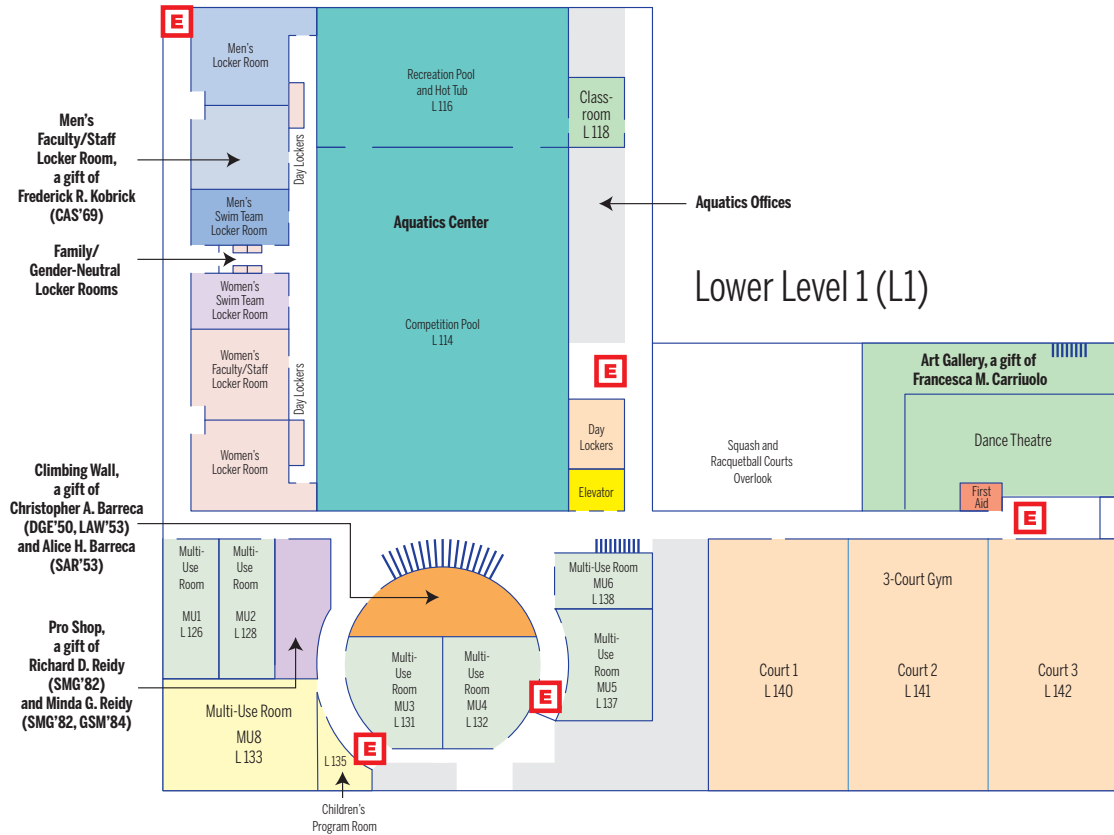 E
Men's
Locker Room
Recreation Pool
and Hot Tub
L 116
Class-
room
L 118
Men's
Faculty/Staff
Locker Room,
a gift of
Frederick R. Kobrick
(CAS'69)
Day Lockers
Men's
Swim Team
Locker Room
Aquatics Center
Aquatics Offices
Family/
Gender-Neutral
Locker Rooms
Women's
Swim Team
Locker Room
Competition Pool
L 114
Lower Level 1 (L1)
Women's
Faculty/Staff
Locker Room
Day Lockers
E
Art Gallery, a gift of
Francesca M. Carriuolo
Women's
Locker Room
Day
Lockers
Squash and
Racquetball Courts
Overlook
Dance Theatre
Elevator
First
Aid
E
Climbing Wall,
a gift of
Christopher A. Barreca
(DGE'50, LAW'53)
and Alice H. Barreca
(SAR'53)
Multi-
Use
Room
MU1
L 126
Multi-
Use
Room
MU2
L 128
Multi-Use Room
MU6
L 138
3-Court Gym
Pro Shop,
a gift of
Richard D. Reidy
(SMG'82)
and Minda G. Reidy
(SMG'82, GSM'84)
Multi-
Use
Room
MU3
L 131
Multi-
Use
Room
MU4
L 132
Multi-
Use
Room
MU5
L 137
E
Court 1
L 140
Court 2
L 141
Court 3
L 142
Multi-Use Room
MU8
L 133
E
L 135
Children's
Program Room